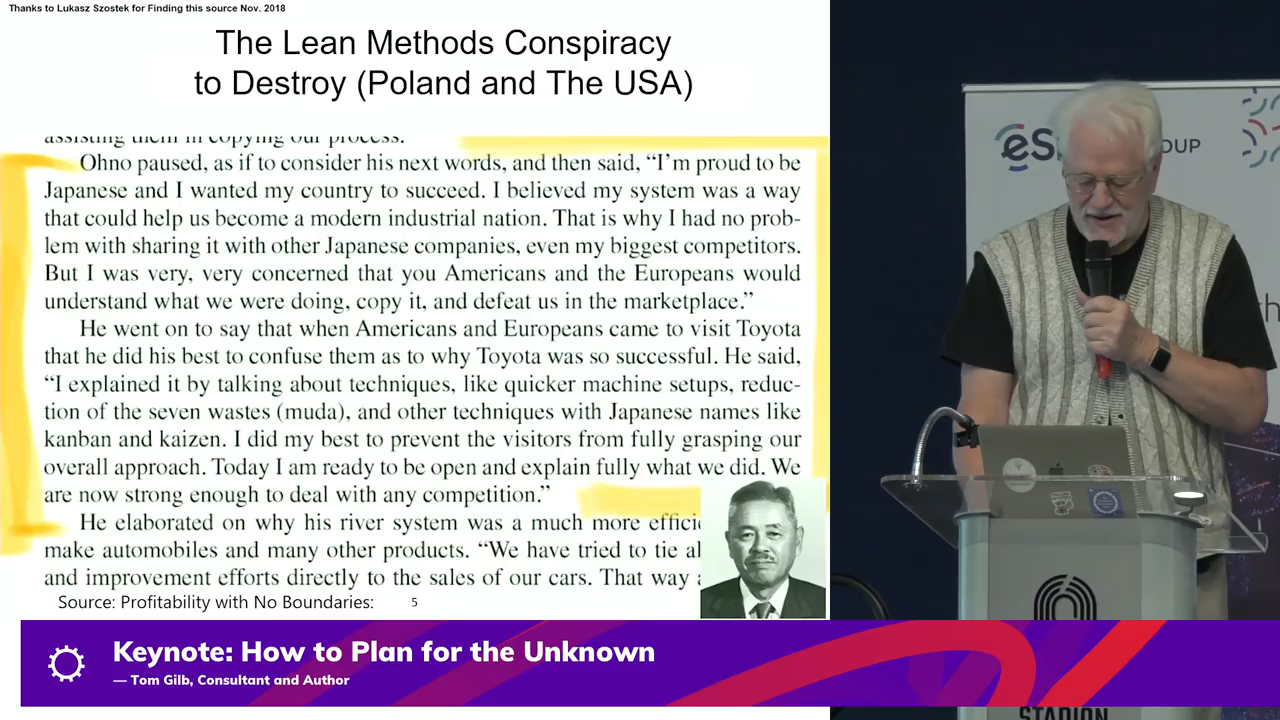 Thanks to Lukasz Szostek for Finding this source Nov. 2018
The Lean Methods Conspiracy
to Destroy (Poland and The USA)
assisting them in copying our process.
Ohno paused, as if to consider his next words, and then said, “I’m proud to be
Japanese and I wanted my country to succeed. I believed my system was a way
that could help us become a modern industrial nation. That is why I had no prob-
lem with sharing it with other Japanese companies, even my biggest competitors.
But I was very, very concerned that you Americans and the Europeans would
understand what we were doing, copy it, and defeat us in the marketplace.”
He went on to say that when Americans and Europeans came to visit Toyota
that he did his best to confuse them as to why Toyota was so successful. He said,
“I explained it by talking about techniques, like quicker machine setups, reduc-
tion of the seven wastes (muda), and other techniques with Japanese names like
kanban and kaizen. I did my best to prevent the visitors from fully grasping our
overall approach. Today I am ready to be open and explain fully what we did. We
are now strong enough to deal with any competition.”
He elaborated on why his river system was a much more effici
make automobiles and many other products. “We have tried to tie al
and improvement efforts directly to the sales of our cars. That way a
Source: Profitability with No Boundaries:
5
eS
OUP
Keynote: How to Plan for the Unknown
— Tom Gilb, Consultant and Author
STADION